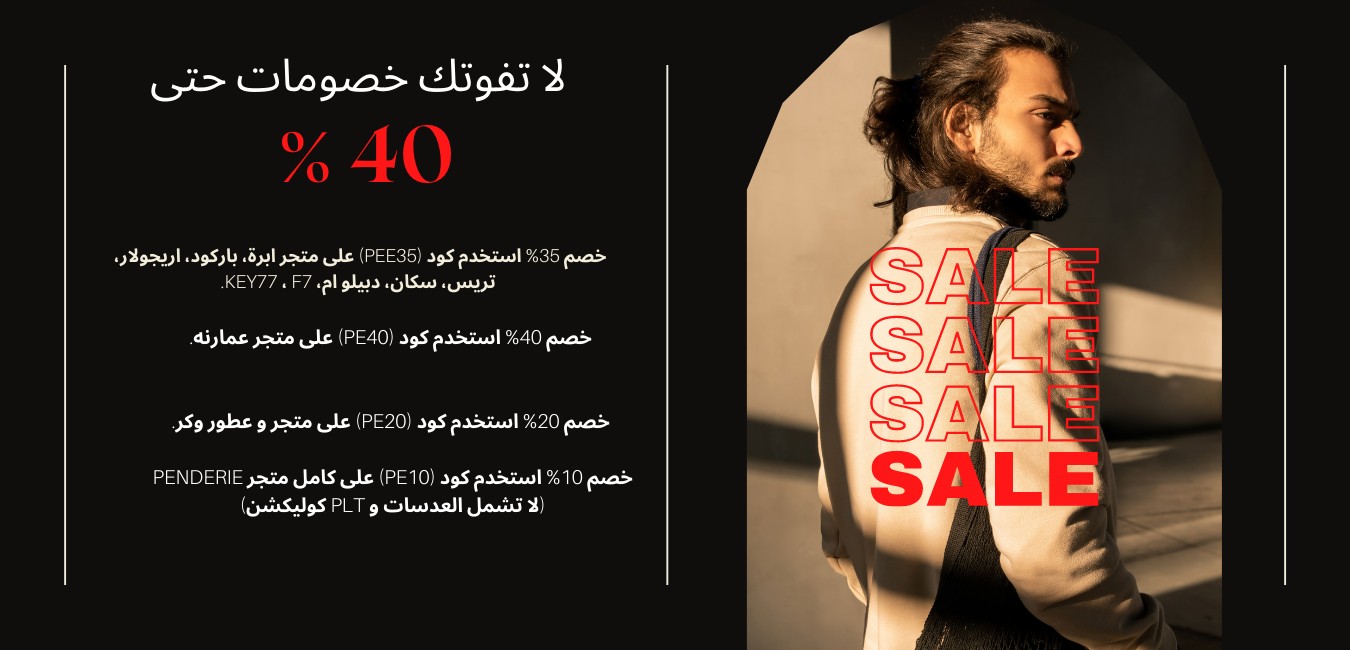 لا تفوتك خصومات حتى
40 %
خصم 35% استخدم كود (PEE35) على متجر ابرة، باركود، اريجولار،
تريس، سكان، دبيلو ام، KEY77 ، F7.
خصم 40% استخدم كود (PE40) على متجر عمارنه.
خصم 20% استخدم كود (PE20) على متجر و عطور وكر.
خصم 10% استخدم كود (PE10) على كامل متجر PENDERIE
(لا تشمل العدسات و PLT كوليكشن)
SALE
SALE
SALE
SALE